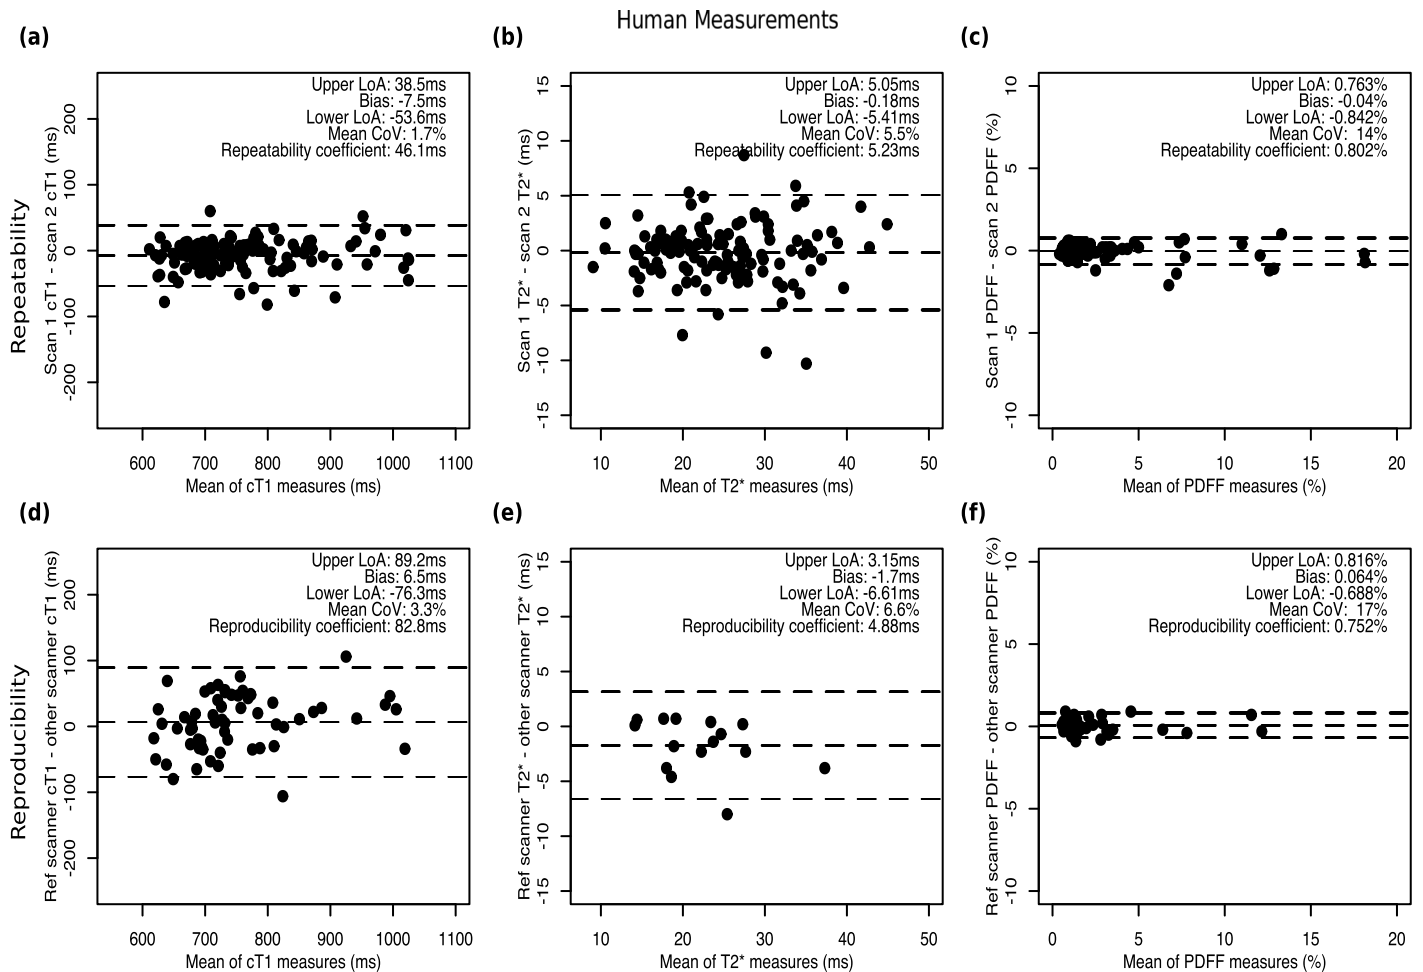 Human Measurements
(a)
Upper LoA: 38.5ms
Bias: -7.5ms
Lower LoA: -53.6ms
Mean CoV: 1.7%
Repeatability coefficient: 46.1ms
Repeatability
Scan 1 cT1 - scan 2 cT1 (ms)
200
100
0
-100
-200
600 700 800 900 1000 1100
Mean of cT1 measures (ms)
(b)
Upper LoA: 5.05ms
Bias: -0.18ms
Lower LoA: -5.41ms
Mean CoV: 5.5%
Repeatability coefficient: 5.23ms
Scan 1 T2* - scan 2 T2* (ms)
15
10
5
0
-5
-10
-15
10 20 30 40 50
Mean of T2* measures (ms)
(c)
Upper LoA: 0.763%
Bias: -0.04%
Lower LoA: -0.842%
Mean CoV: 14%
Repeatability coefficient: 0.802%
Scan 1 PDFF - scan 2 PDFF (%)
10
5
0
-5
-10
0 5 10 15 20
Mean of PDFF measures (%)
(d)
Upper LoA: 89.2ms
Bias: 6.5ms
Lower LoA: -76.3ms
Mean CoV: 3.3%
Reproducibility coefficient: 82.8ms
Reproducibility
Ref scanner cT1 - other scanner cT1 (ms)
200
100
0
-100
-200
600 700 800 900 1000 1100
Mean of cT1 measures (ms)
(e)
Upper LoA: 3.15ms
Bias: -1.7ms
Lower LoA: -6.61ms
Mean CoV: 6.6%
Reproducibility coefficient: 4.88ms
Ref scanner T2* - other scanner T2* (ms)
15
10
5
0
-5
-10
-15
10 20 30 40 50
Mean of T2* measures (ms)
(f)
Upper LoA: 0.816%
Bias: 0.064%
Lower LoA: -0.688%
Mean CoV: 17%
Reproducibility coefficient: 0.752%
Ref scanner PDFF - other scanner PDFF (%)
10
5
0
-5
-10
0 5 10 15 20
Mean of PDFF measures (%)